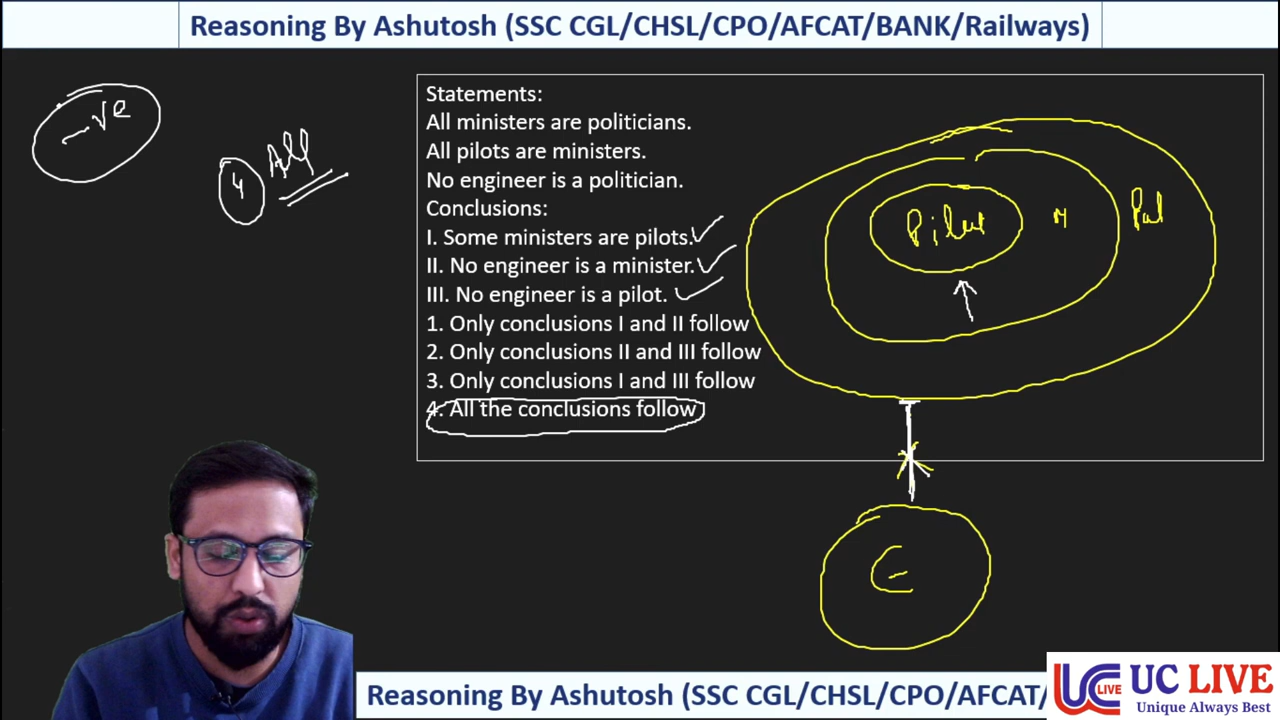 Reasoning By Ashutosh (SSC CGL/CHSL/CPO/AFCAT/BANK/Railways)
-ve
4 All
Statements:
All ministers are politicians.
All pilots are ministers.
No engineer is a politician.
Conclusions:
I. Some ministers are pilots.
II. No engineer is a minister.
III. No engineer is a pilot.
1. Only conclusions I and II follow
2. Only conclusions II and III follow
3. Only conclusions I and III follow
4. All the conclusions follow
Pilot M Pol
E
Reasoning By Ashutosh (SSC CGL/CHSL/CPO/AFCAT/
UC LIVE UC LIVE
Unique Always Best